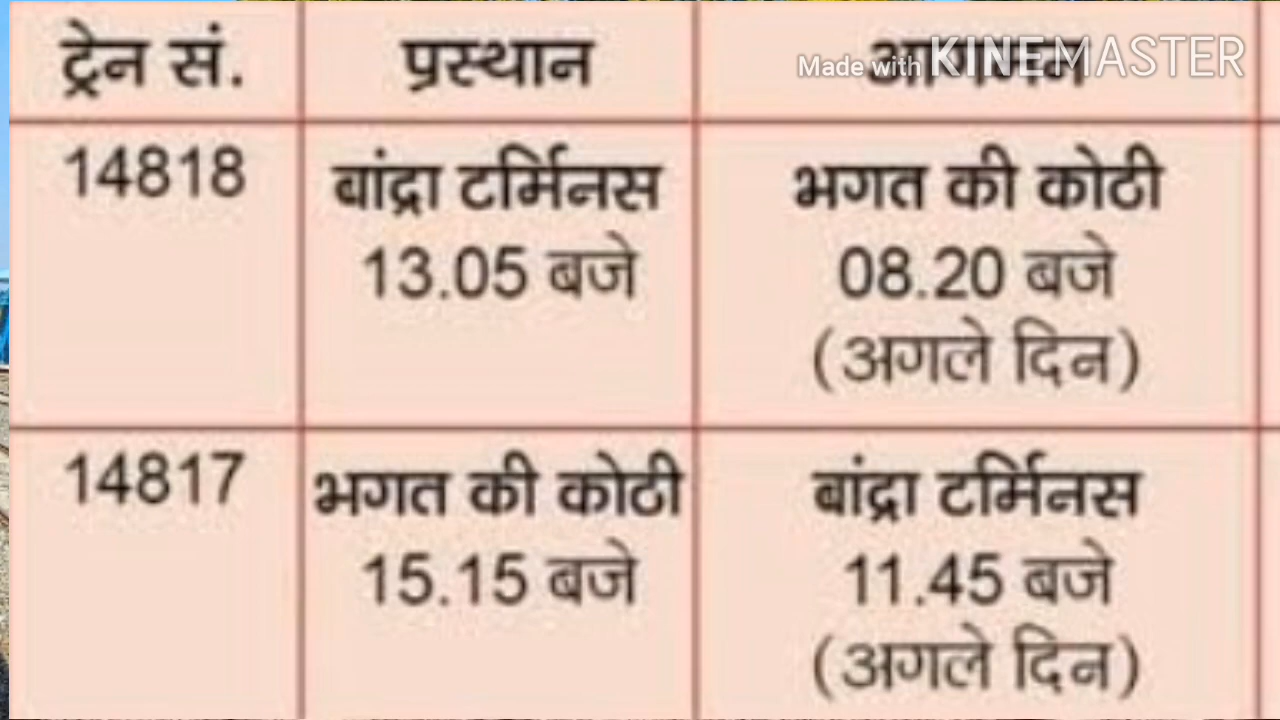 ट्रेन सं. प्रस्थान आगमन
Made with KINEMASTER
14818 बांद्रा टर्मिनस भगत की कोठी
13.05 बजे 08.20 बजे
(अगले दिन)
14817 भगत की कोठी बांद्रा टर्मिनस
15.15 बजे 11.45 बजे
(अगले दिन)